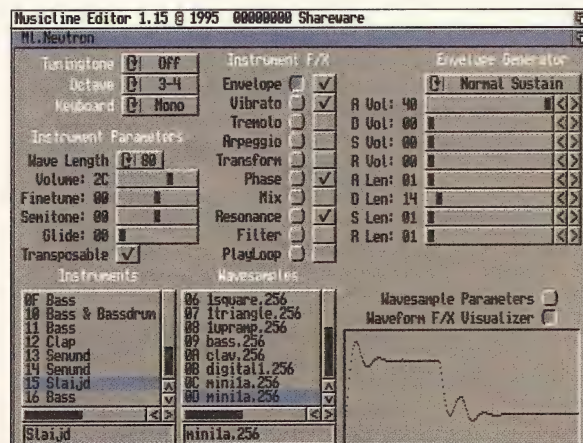 Musicline Editor 1.15 @ 1995 00000000 Shareware
Ml.Neutron
Tuningtone Off
Octave 3-4
Keyboard Mono
Instrument Parameters
Wave Length 80
Volume: 2C
Finetune: 00
Semitone: 00
Glide: 00
Transposable
Instrument F/X
Envelope
Vibrato
Tremolo
Arpeggio
Transform
Phase
Mix
Resonance
Filter
PlayLoop
Envelope Generator
Normal Sustain
A Vol: 40
D Vol: 00
S Vol: 00
R Vol: 00
A Len: 01
D Len: 14
S Len: 01
R Len: 01
Instruments
0F Bass
10 Bass & Bassdrum
11 Bass
12 Clap
13 Senund
14 Senund
15 Slaijd
16 Bass
Slaijd
Wavesamples
06 1square.256
07 1triangle.256
08 1upramp.256
09 bass.256
0A clav.256
0B digital1.256
0C mini1a.256
0D mini1a.256
mini1a.256
Wavesample Parameters
Waveform F/X Visualizer